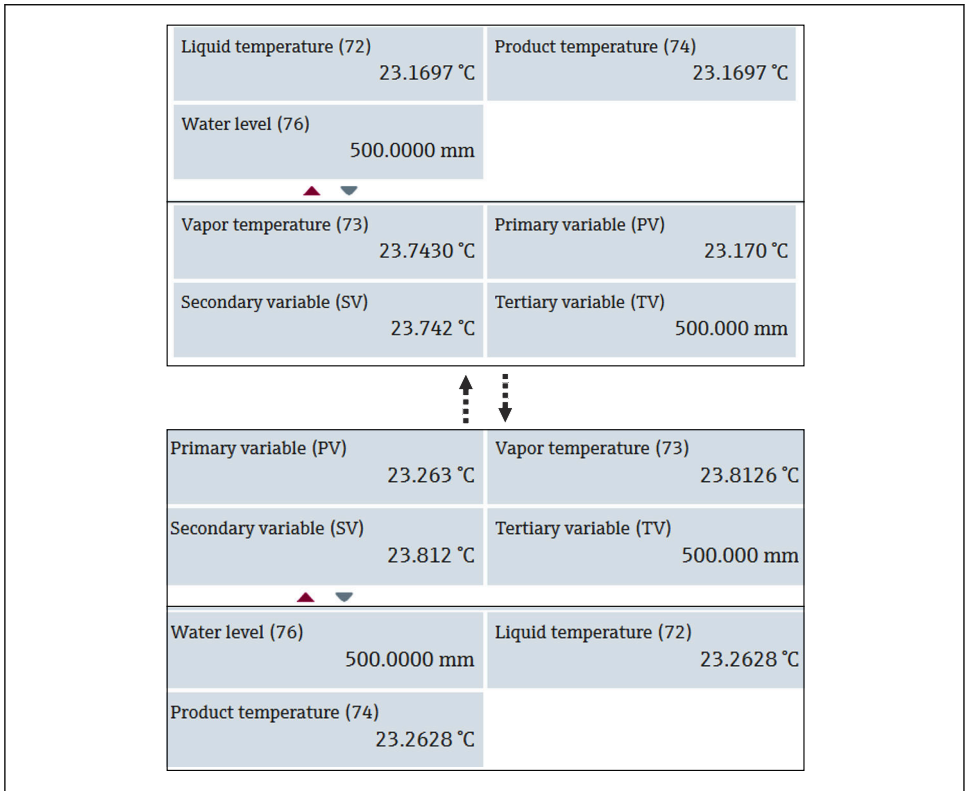 Liquid temperature (72)
23.1697 °C
Product temperature (74)
23.1697 °C
Water level (76)
500.0000 mm
Vapor temperature (73)
23.7430 °C
Primary variable (PV)
23.170 °C
Secondary variable (SV)
23.742 °C
Tertiary variable (TV)
500.000 mm
Primary variable (PV)
23.263 °C
Vapor temperature (73)
23.8126 °C
Secondary variable (SV)
23.812 °C
Tertiary variable (TV)
500.000 mm
Water level (76)
500.0000 mm
Liquid temperature (72)
23.2628 °C
Product temperature (74)
23.2628 °C